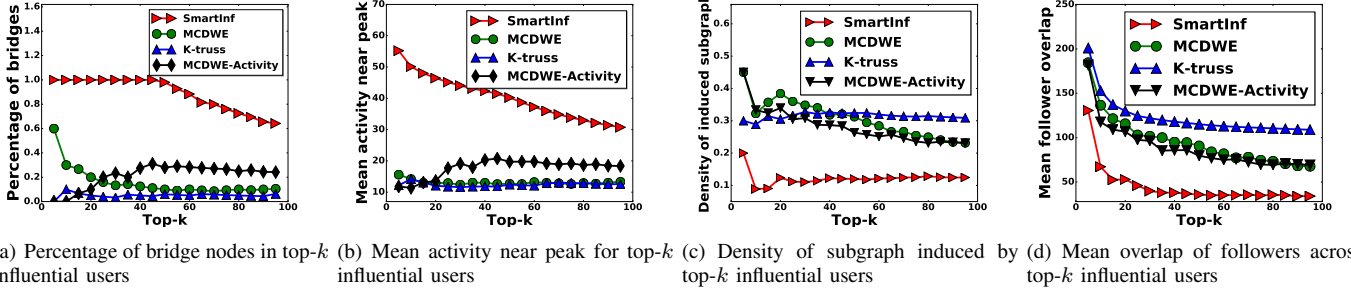 Percentage of bridges
1.6
1.4
1.2
1.0
0.8
0.6
0.4
0.2
0.0
0
20
40
60
80
100
Top-k
SmartInf
MCDWE
K-truss
MCDWE-Activity
Mean activity near peak
70
60
50
40
30
20
10
0
20
40
60
80
100
Top-k
SmartInf
MCDWE
K-truss
MCDWE-Activity
Density of induced subgraph
0.6
0.5
0.4
0.3
0.2
0.1
0
20
40
60
80
100
Top-k
SmartInf
MCDWE
K-truss
MCDWE-Activity
Mean follower overlap
250
200
150
100
50
0
20
40
60
80
100
Top-k
SmartInf
MCDWE
K-truss
MCDWE-Activity
a) Percentage of bridge nodes in top-k
influential users
(b) Mean activity near peak for top-k
influential users
(c) Density of subgraph induced by
top-k influential users
(d) Mean overlap of followers acros
top-k influential users